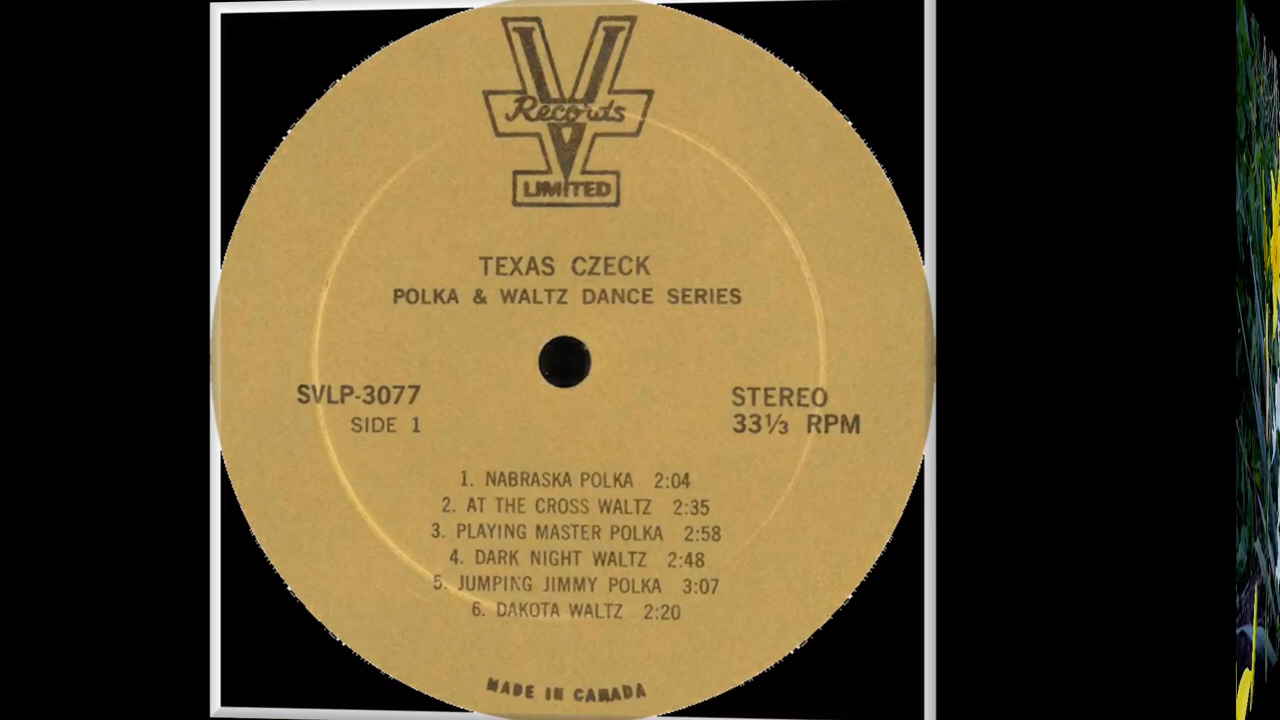 V
Records
LIMITED
TEXAS CZECK
POLKA & WALTZ DANCE SERIES
SVLP-3077
SIDE 1
STEREO
33⅓ RPM
1. NABRASKA POLKA 2:04
2. AT THE CROSS WALTZ 2:35
3. PLAYING MASTER POLKA 2:58
4. DARK NIGHT WALTZ 2:48
5. JUMPING JIMMY POLKA 3:07
6. DAKOTA WALTZ 2:20
MADE IN CANADA